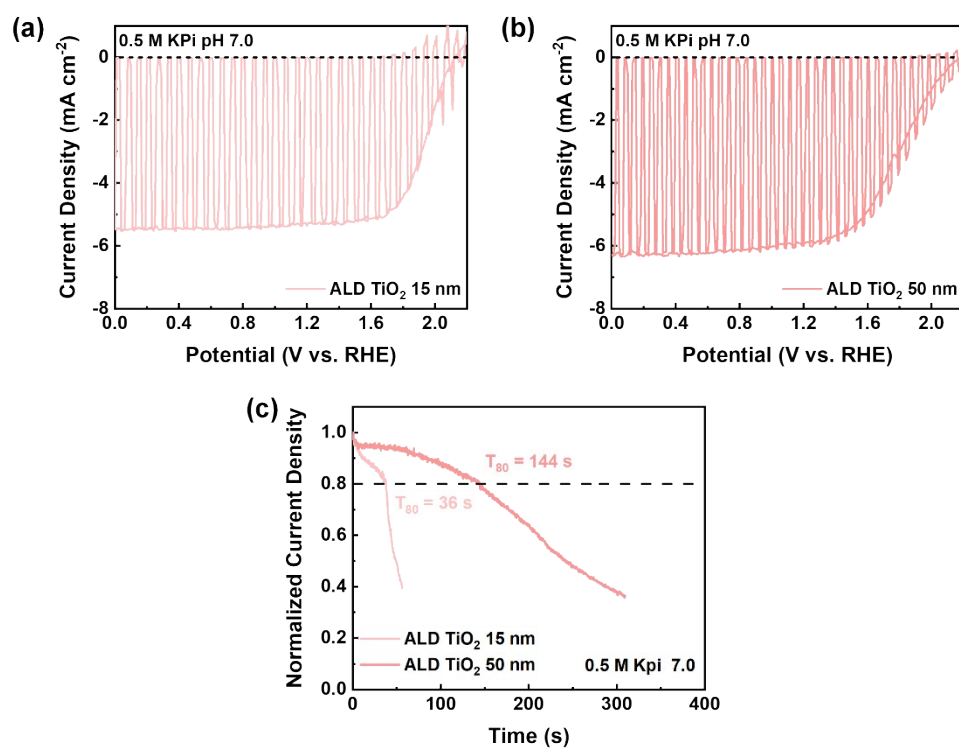 (a)
0.5 M KPi pH 7.0
0
-2
-4
-6
-8
0.0 0.4 0.8 1.2 1.6 2.0
Current Density (mA cm⁻²)
Potential (V vs. RHE)
ALD TiO₂ 15 nm
(b)
0.5 M KPi pH 7.0
0
-2
-4
-6
-8
0.0 0.4 0.8 1.2 1.6 2.0
Current Density (mA cm⁻²)
Potential (V vs. RHE)
ALD TiO₂ 50 nm
(c)
1.0
0.8
0.6
0.4
0.2
0.0
0 100 200 300 400
Normalized Current Density
Time (s)
T₈₀ = 144 s
T₈₀ = 36 s
ALD TiO₂ 15 nm
ALD TiO₂ 50 nm
0.5 M Kpi 7.0